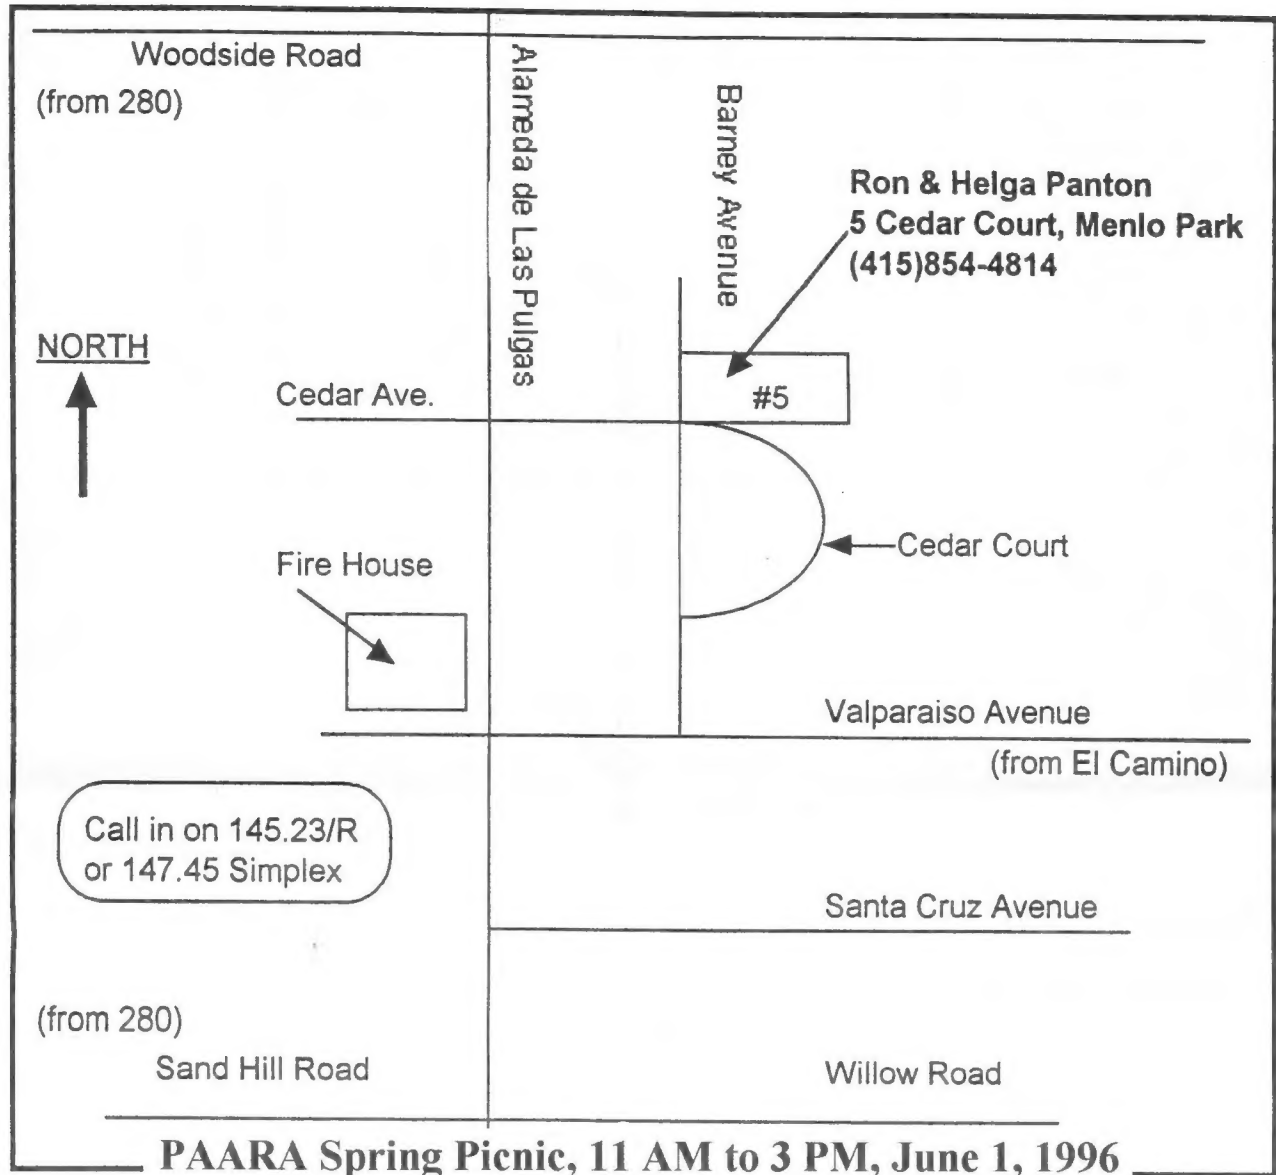 Woodside Road
(from 280)
Alameda de Las Pulgas
Barney Avenue
Ron & Helga Panton
5 Cedar Court, Menlo Park
(415)854-4814
NORTH
Cedar Ave.
#5
Fire House
Cedar Court
Valparaiso Avenue
(from El Camino)
Call in on 145.23/R
or 147.45 Simplex
Santa Cruz Avenue
(from 280)
Sand Hill Road
Willow Road
PAARA Spring Picnic, 11 AM to 3 PM, June 1, 1996